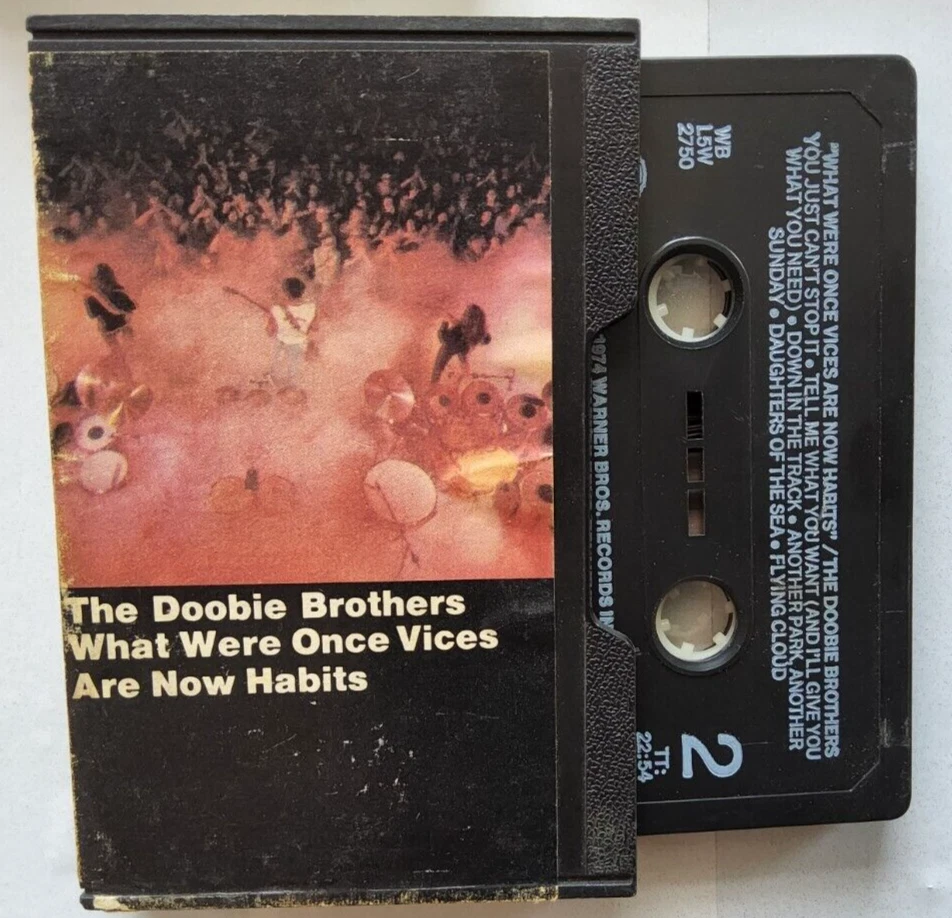 The Doobie Brothers
What Were Once Vices
Are Now Habits
WB
L5W
2750
"WHAT WERE ONCE VICES ARE NOW HABITS" / THE DOOBIE BROTHERS
YOU JUST CAN'T STOP IT • TELL ME WHAT YOU WANT (AND I'LL GIVE YOU
WHAT YOU NEED) • DOWN IN THE TRACK • ANOTHER PARK, ANOTHER
SUNDAY • DAUGHTERS OF THE SEA • FLYING CLOUD
1974 WARNER BROS. RECORDS IN
2
TT:
22:54